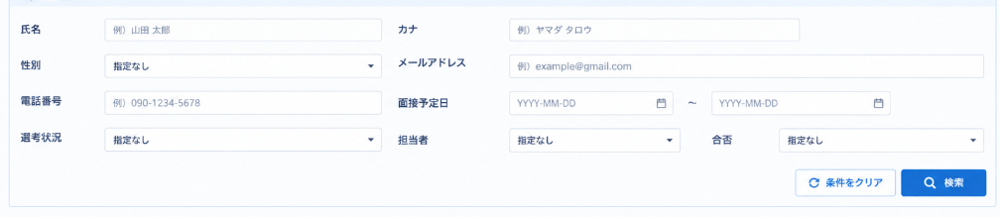 氏名 例）山田 太郎 カナ 例）ヤマダ タロウ
性別 指定なし メールアドレス 例）example@gmail.com
電話番号 例）090-1234-5678 面接予定日 YYYY-MM-DD ～ YYYY-MM-DD
選考状況 指定なし 担当者 指定なし 合否 指定なし
条件をクリア 検索